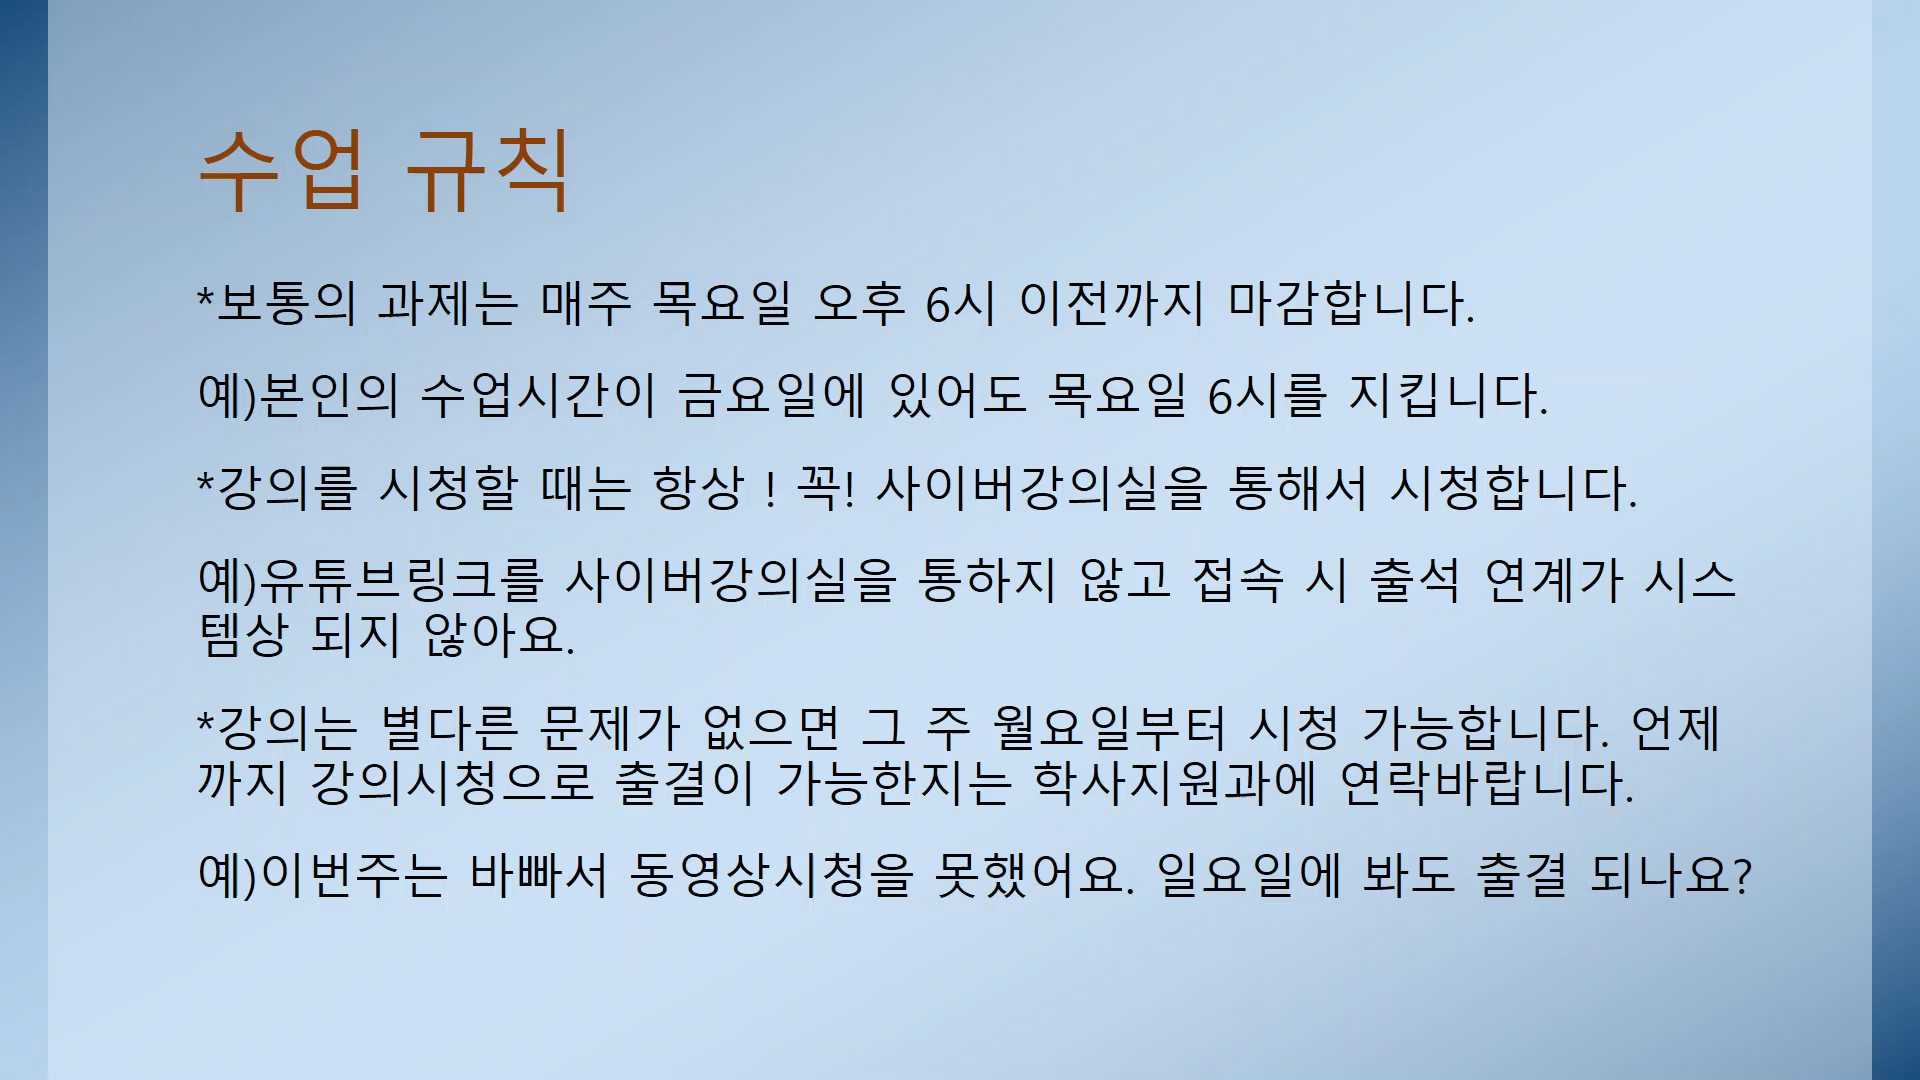 수업 규칙
*보통의 과제는 매주 목요일 오후 6시 이전까지 마감합니다.
예)본인의 수업시간이 금요일에 있어도 목요일 6시를 지킵니다.
*강의를 시청할 때는 항상 ! 꼭! 사이버강의실을 통해서 시청합니다.
예)유튜브링크를 사이버강의실을 통하지 않고 접속 시 출석 연계가 시스
템상 되지 않아요.
*강의는 별다른 문제가 없으면 그 주 월요일부터 시청 가능합니다. 언제
까지 강의시청으로 출결이 가능한지는 학사지원과에 연락바랍니다.
예)이번주는 바빠서 동영상시청을 못했어요. 일요일에 봐도 출결 되나요?